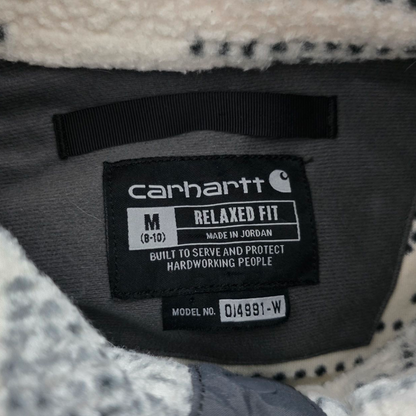 carhartt
M RELAXED FIT
(8-10) MADE IN JORDAN
BUILT TO SERVE AND PROTECT
HARDWORKING PEOPLE
MODEL NO. OJ4991-W